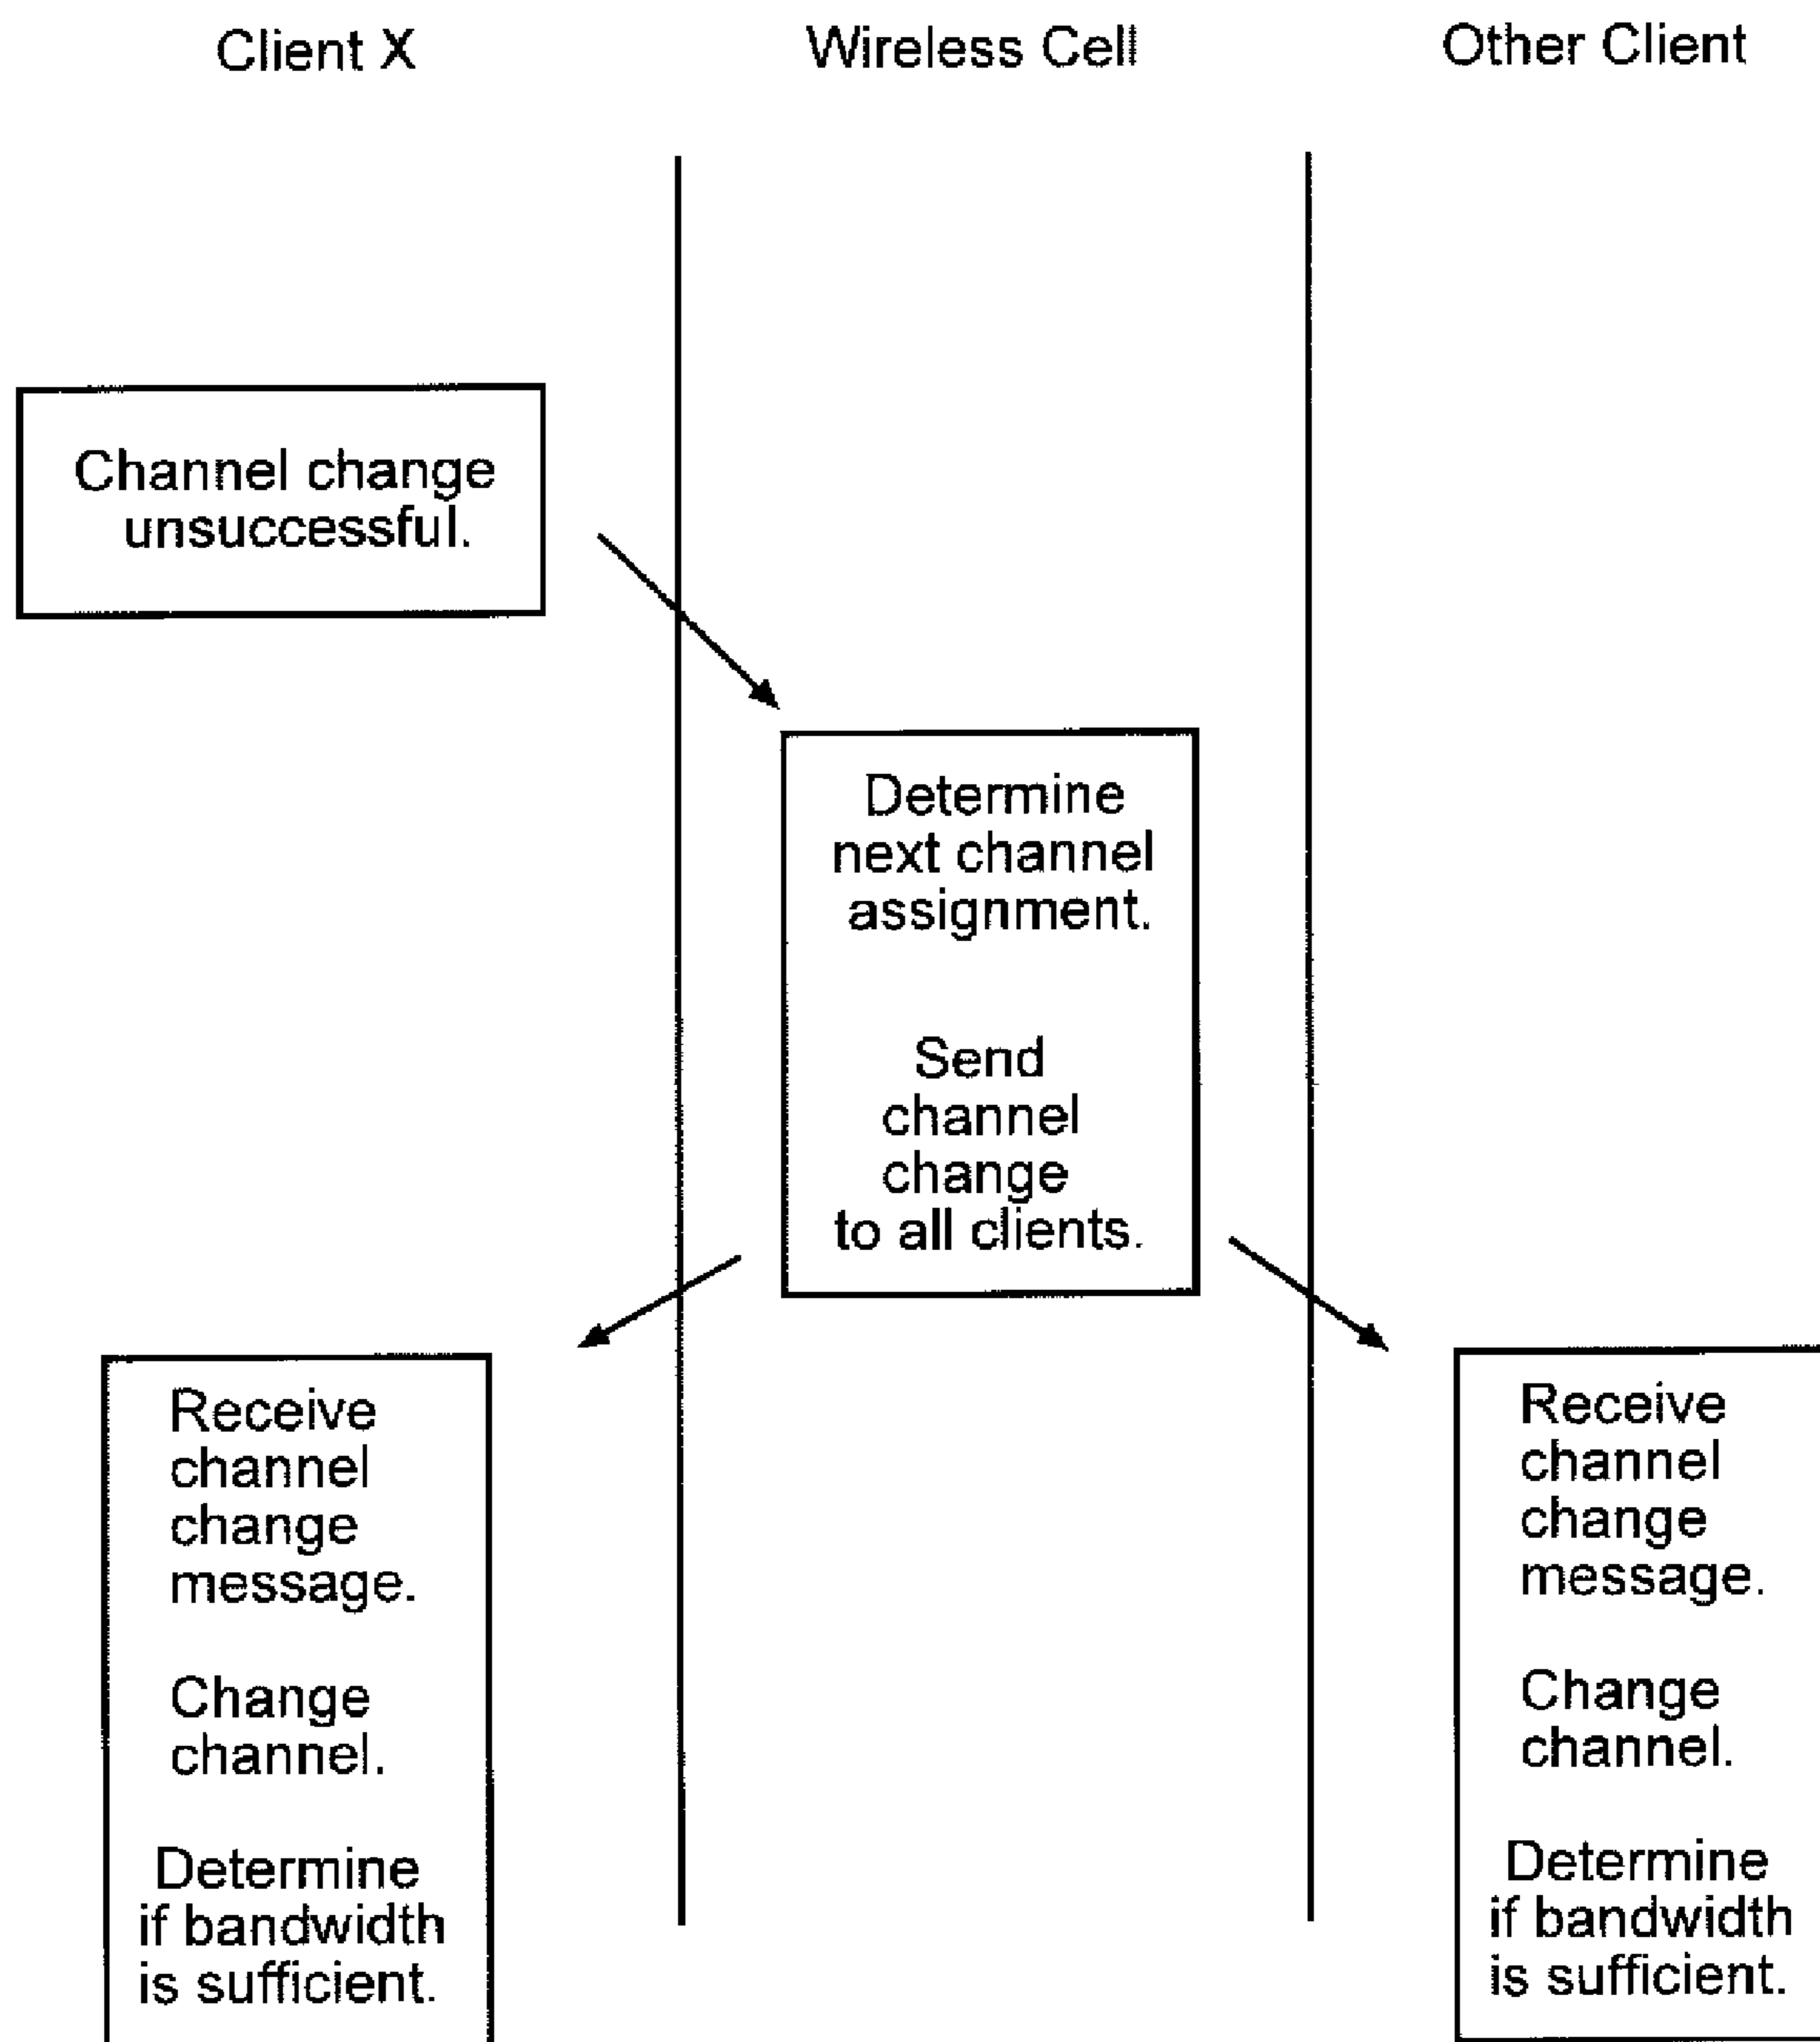 Client X
Wireless Cell
Other Client
Channel change
unsuccessful.
Determine
next channel
assignment.
Send
channel
change
to all clients.
Receive
channel
change
message.
Change
channel.
Determine
if bandwidth
is sufficient.
Receive
channel
change
message.
Change
channel.
Determine
if bandwidth
is sufficient.